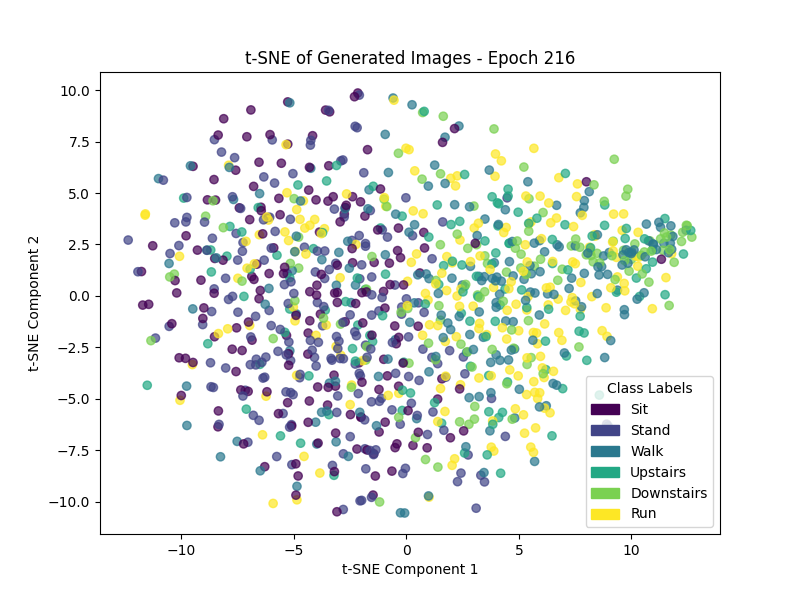 t-SNE of Generated Images - Epoch 216
10.0
7.5
5.0
2.5
0.0
−2.5
−5.0
−7.5
−10.0
t-SNE Component 2
Class Labels
Sit
Stand
Walk
Upstairs
Downstairs
Run
−10
−5
0
5
10
t-SNE Component 1